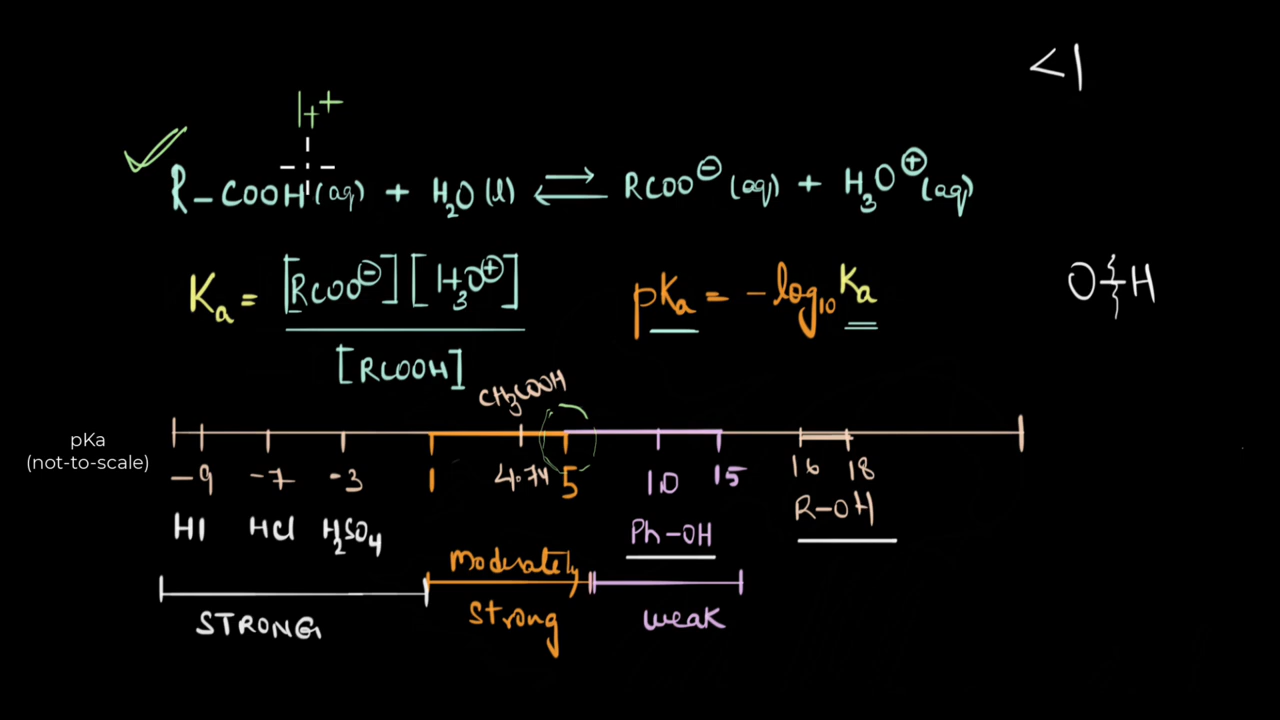 <1
H+
R-COOH(aq) + H₂O(l) ⇌ RCOO⊖(aq) + H₃O⊕(aq)
Ka = [RCOO⊖][H₃O⊕] / [RCOOH]
pKa = -log₁₀ Ka
O H
CH₃COOH
pKa
(not-to-scale)
-9 -7 -3 1 4.74 5 10 15 16 18
HI HCl H₂SO₄ Ph-OH R-OH
Moderately
STRONG strong weak